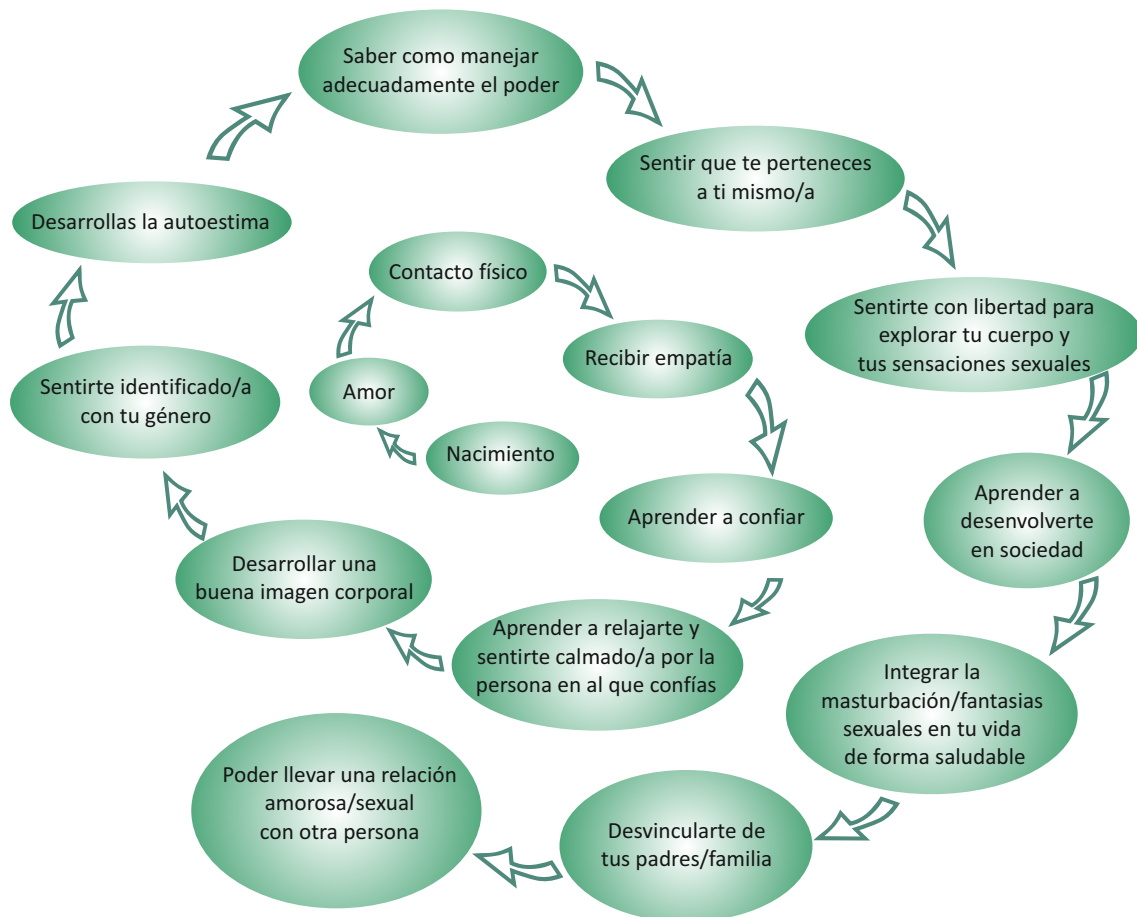 Nacimiento
Amor
Contacto físico
Recibir empatía
Aprender a confiar
Aprender a relajarte y
sentirte calmado/a por la
persona en al que confías
Desarrollar una
buena imagen corporal
Sentirte identificado/a
con tu género
Desarrollas la autoestima
Saber como manejar
adecuadamente el poder
Sentir que te perteneces
a ti mismo/a
Sentirte con libertad para
explorar tu cuerpo y
tus sensaciones sexuales
Aprender a
desenvolverte
en sociedad
Integrar la
masturbación/fantasias
sexuales en tu vida
de forma saludable
Desvincularte de
tus padres/familia
Poder llevar una relación
amorosa/sexual
con otra persona